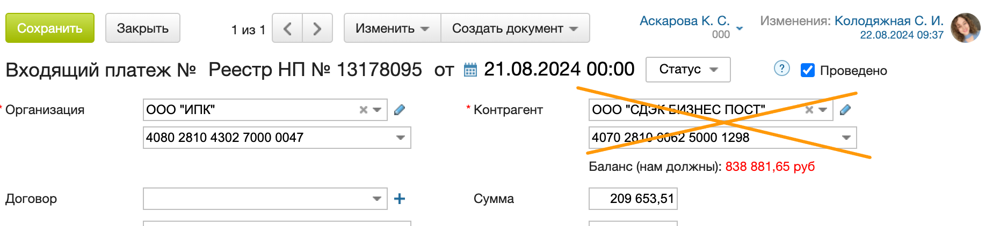 Сохранить Закрыть 1 из 1 Изменить Создать документ Аскарова К. С. Изменения: Колодяжная С. И.
000 22.08.2024 09:37
Входящий платеж № Реестр НП № 13178095 от 21.08.2024 00:00 Статус ? Проведено
* Организация ООО "ИПК" * Контрагент ООО "СДЭК БИЗНЕС ПОСТ"
4080 2810 4302 7000 0047 4070 2810 6062 5000 1298
Баланс (нам должны): 838 881,65 руб
Договор Сумма 209 653,51